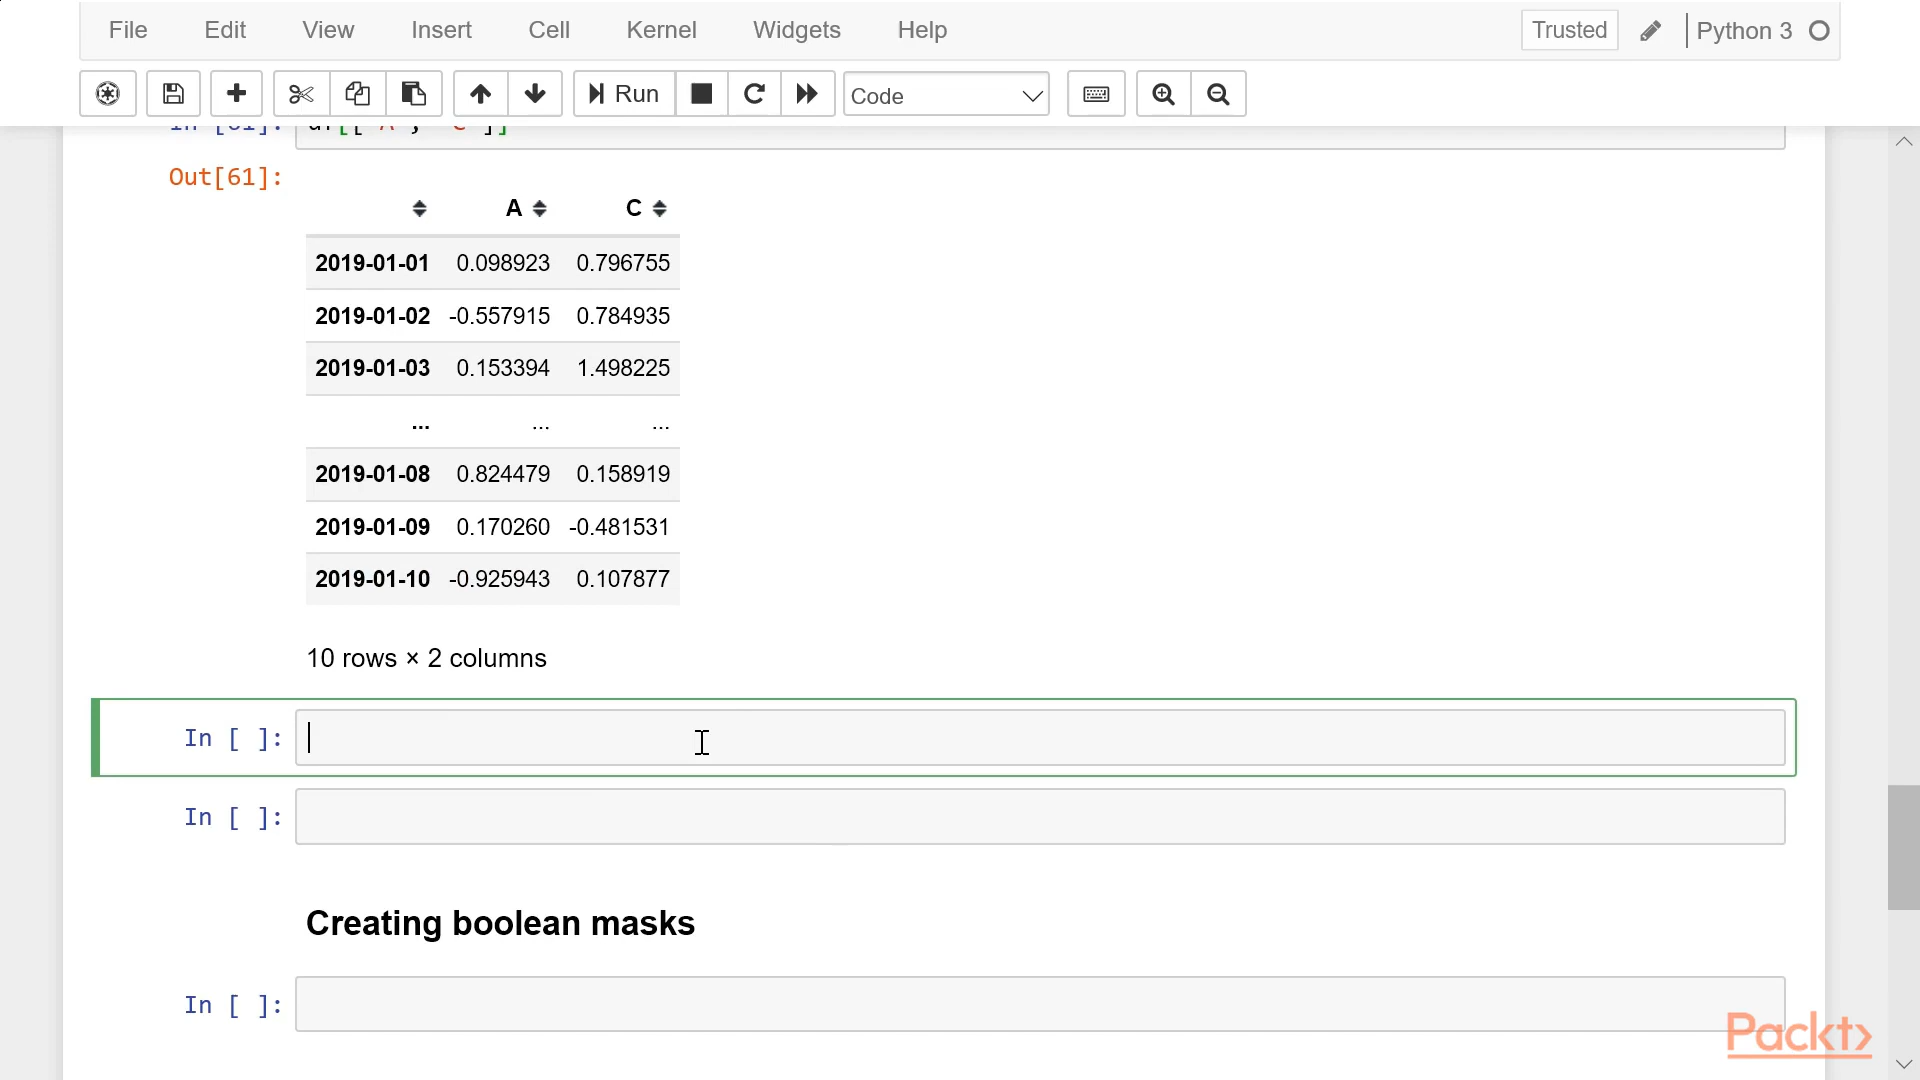 File Edit View Insert Cell Kernel Widgets Help Trusted Python 3
Run Code
In [61]: df[['A', 'C']]
Out[61]:
A C
2019-01-01 0.098923 0.796755
2019-01-02 -0.557915 0.784935
2019-01-03 0.153394 1.498225
... ... ...
2019-01-08 0.824479 0.158919
2019-01-09 0.170260 -0.481531
2019-01-10 -0.925943 0.107877
10 rows × 2 columns
In [ ]:
In [ ]:
Creating boolean masks
In [ ]:
Packt>